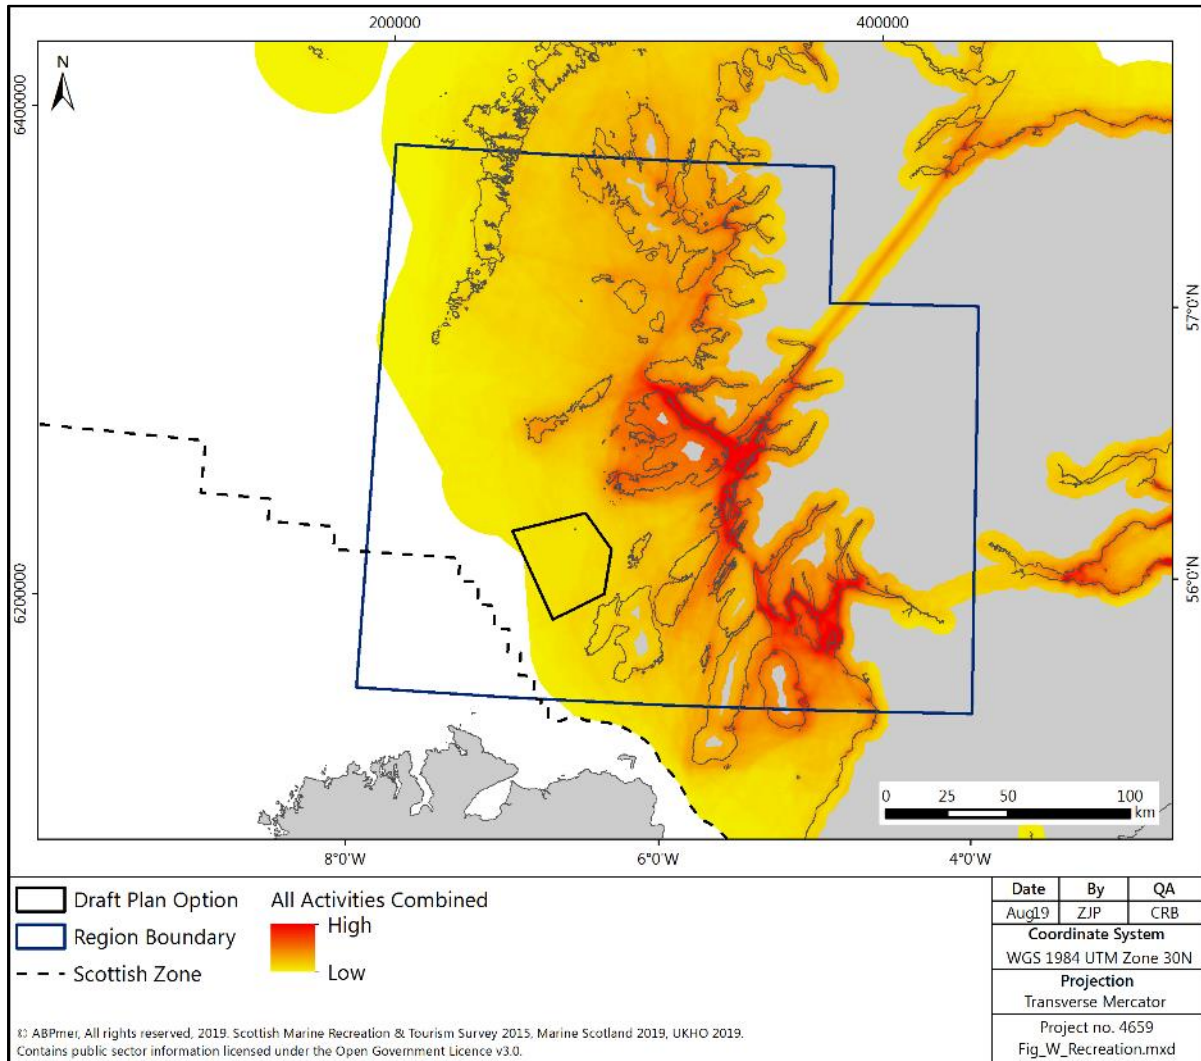 200000 400000
N
6400000
57°0'N
6200000
56°0'N
0 25 50 100
km
8°0'W 6°0'W 4°0'W
Draft Plan Option
Region Boundary
Scottish Zone
All Activities Combined
High
Low
Date By QA
Aug19 ZJP CRB
Coordinate System
WGS 1984 UTM Zone 30N
Projection
Transverse Mercator
Project no. 4659
Fig_W_Recreation.mxd
© ABPmer, All rights reserved, 2019. Scottish Marine Recreation & Tourism Survey 2015, Marine Scotland 2019, UKHO 2019.
Contains public sector information licensed under the Open Government Licence v3.0.